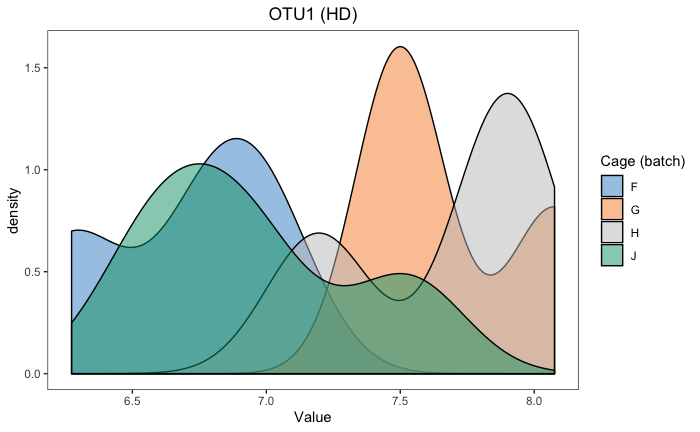 OTU1 (HD)
1.5
1.0
0.5
0.0
density
6.5 7.0 7.5 8.0
Value
Cage (batch)
F
G
H
J